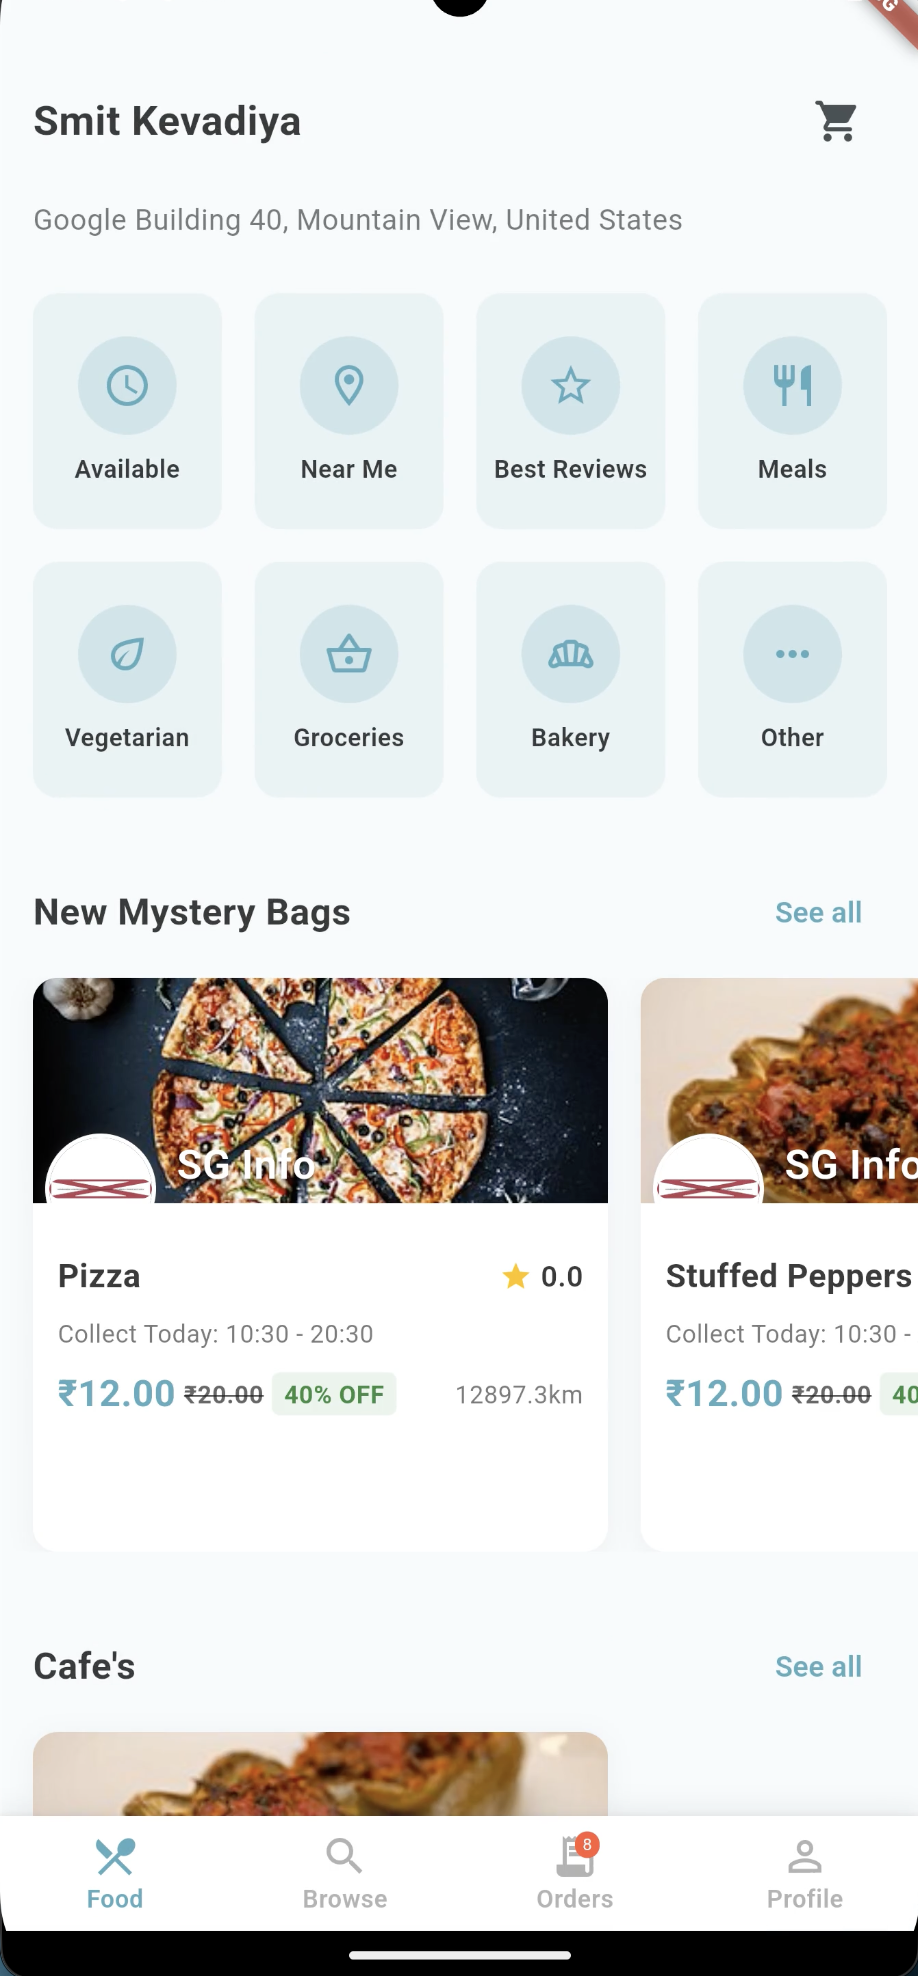 Smit Kevadiya
Google Building 40, Mountain View, United States
Available
Near Me
Best Reviews
Meals
Vegetarian
Groceries
Bakery
Other
New Mystery Bags
See all
SG Info
SG Info
Pizza
0.0
Stuffed Peppers
Collect Today: 10:30 - 20:30
Collect Today: 10:30 -
₹12.00 ₹20.00 40% OFF 12897.3km
₹12.00 ₹20.00 40
Cafe's
See all
8
Food
Browse
Orders
Profile